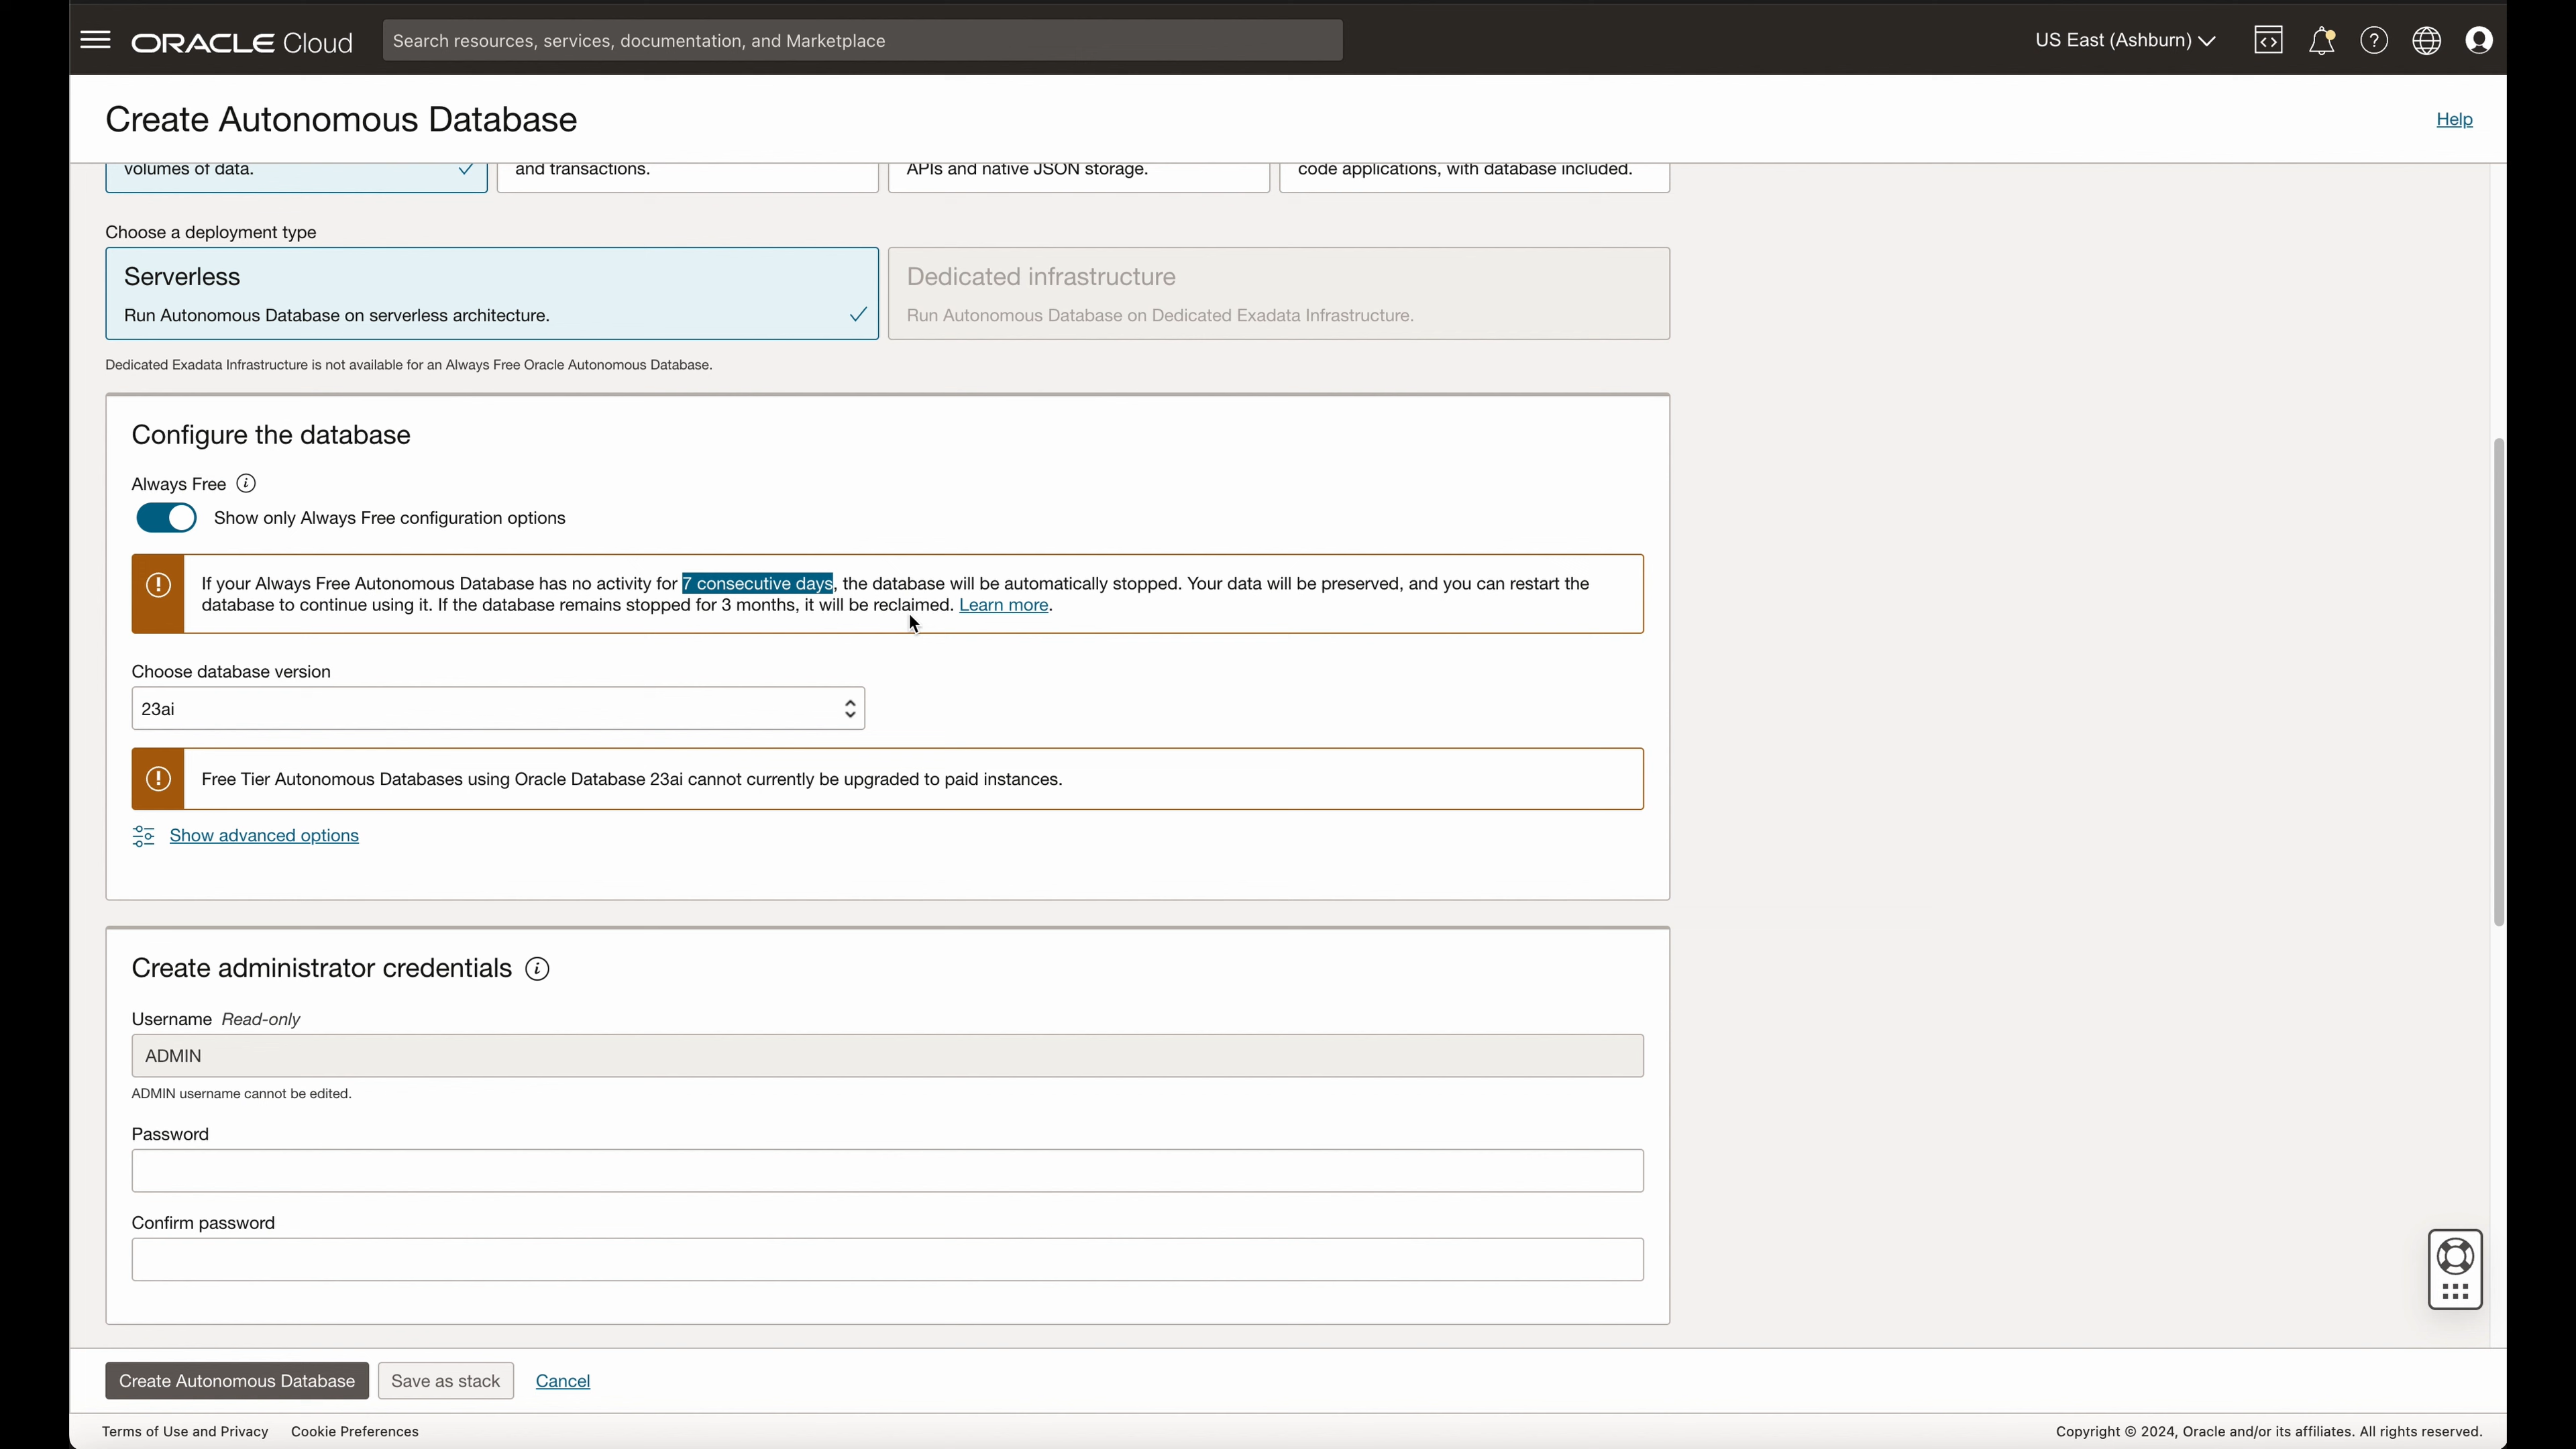 ORACLE Cloud
Search resources, services, documentation, and Marketplace
US East (Ashburn)
Create Autonomous Database
Help
volumes of data.
and transactions.
APIs and native JSON storage.
code applications, with database included.
Choose a deployment type
Serverless
Run Autonomous Database on serverless architecture.
Dedicated infrastructure
Run Autonomous Database on Dedicated Exadata Infrastructure.
Dedicated Exadata Infrastructure is not available for an Always Free Oracle Autonomous Database.
Configure the database
Always Free
Show only Always Free configuration options
If your Always Free Autonomous Database has no activity for 7 consecutive days, the database will be automatically stopped. Your data will be preserved, and you can restart the
database to continue using it. If the database remains stopped for 3 months, it will be reclaimed. Learn more.
Choose database version
23ai
Free Tier Autonomous Databases using Oracle Database 23ai cannot currently be upgraded to paid instances.
Show advanced options
Create administrator credentials
Username Read-only
ADMIN
ADMIN username cannot be edited.
Password
Confirm password
Create Autonomous Database
Save as stack
Cancel
Terms of Use and Privacy
Cookie Preferences
Copyright © 2024, Oracle and/or its affiliates. All rights reserved.